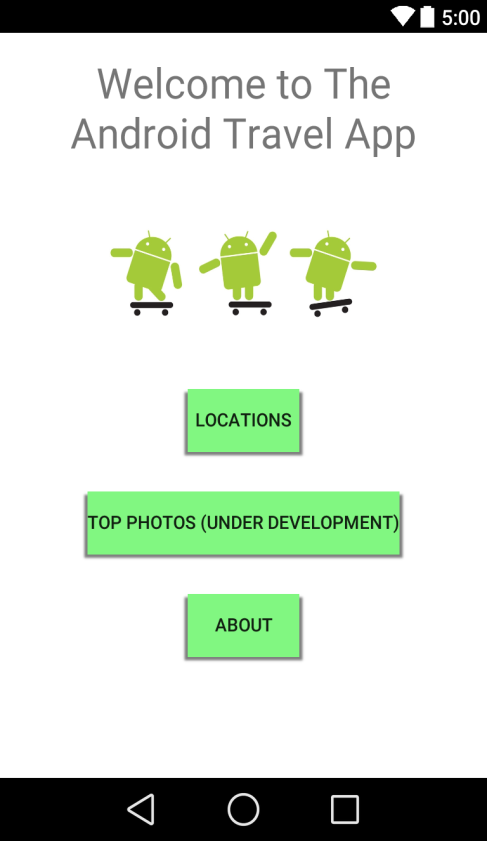 5:00
Welcome to The
Android Travel App
LOCATIONS
TOP PHOTOS (UNDER DEVELOPMENT)
ABOUT